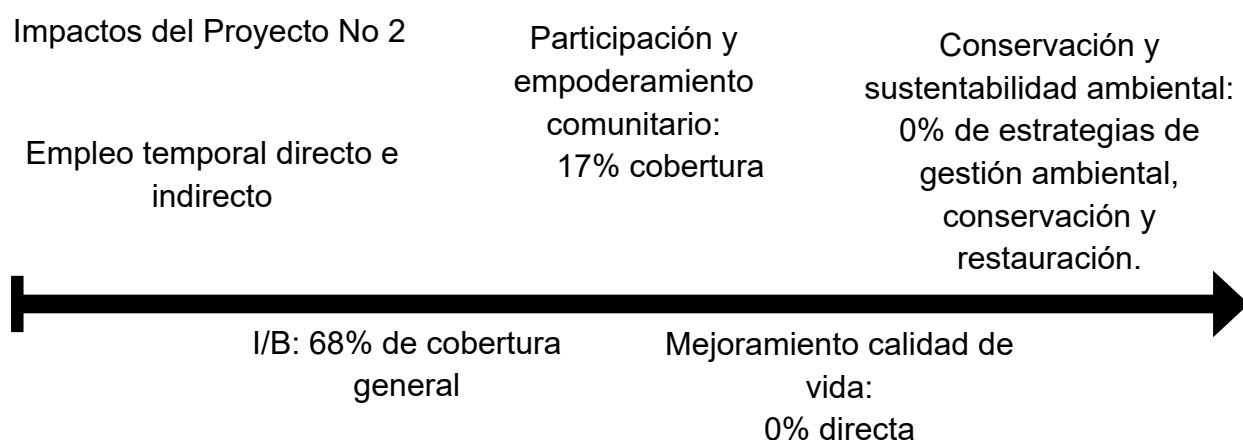 Impactos del Proyecto No 2
Empleo temporal directo e
indirecto
I/B: 68% de cobertura
general
Participación y
empoderamiento
comunitario:
17% cobertura
Mejoramiento calidad de
vida:
0% directa
Conservación y
sustentabilidad ambiental:
0% de estrategias de
gestión ambiental,
conservación y
restauración.